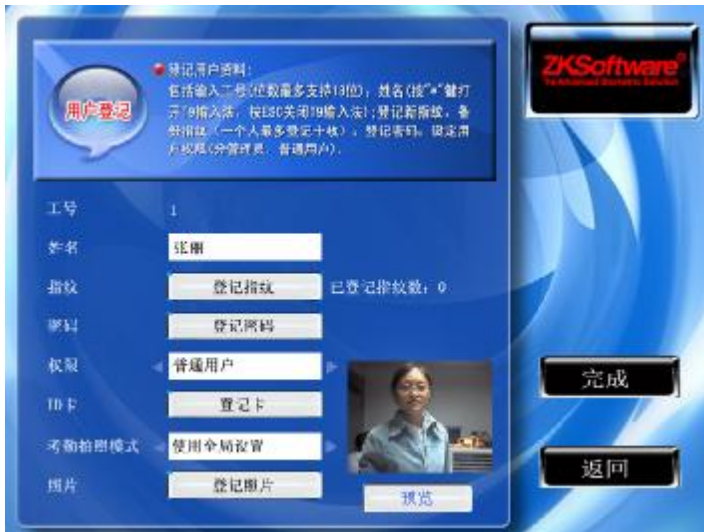 ZKSoftware®
用户登记
登记用户资料:
包括输入工号(位数最多支持18位),姓名(按"*"键打
开T9输入法,按ESC关闭T9输入法);登记新指纹,备
份指纹(一个人最多登记十枚),登记密码,设定用
户权限(分管理员、普通用户).
工号 1
姓名 张丽
指纹 登记指纹 已登记指纹数:0
密码 登记密码
权限 普通用户
ID卡 登记卡
考勤拍照模式 使用全局设置
照片 登记照片
预览
完成
返回